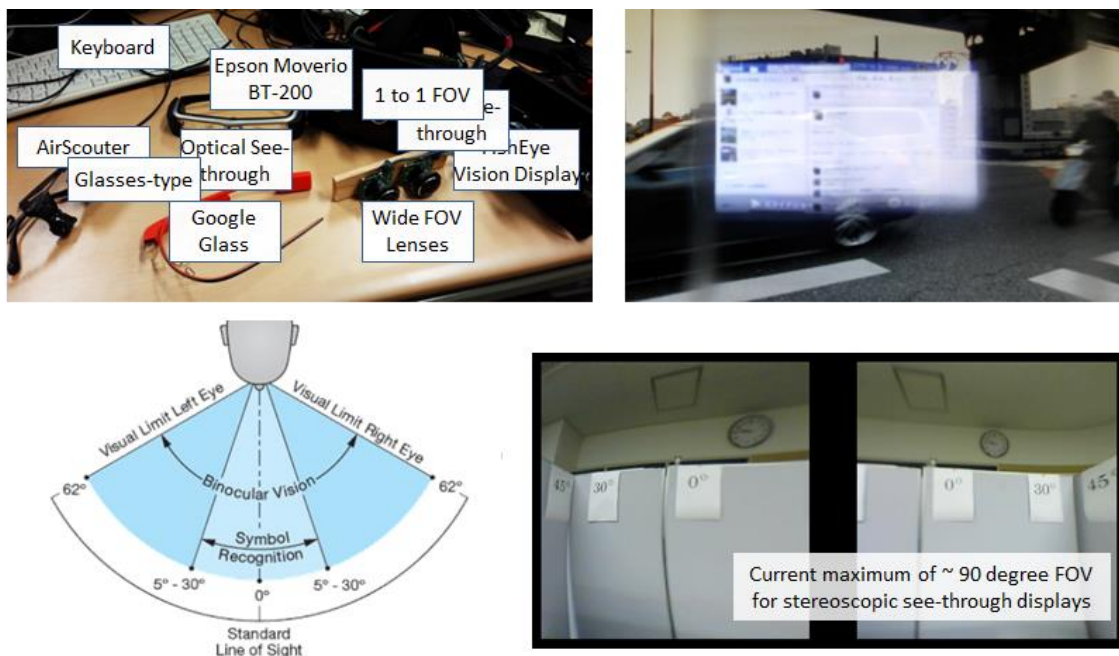 Keyboard
Epson Moverio
BT-200
1 to 1 FOV
through
AirScouter
Optical See-
through
Vision Display
Glasses-type
Google
Glass
Wide FOV
Lenses
Visual Limit Left Eye
Visual Limit Right Eye
62°
Binocular Vision
62°
Symbol
Recognition
5° - 30°
0°
5° - 30°
Standard
Line of Sight
45°
30°
0°
0°
30°
45°
Current maximum of ~ 90 degree FOV
for stereoscopic see-through displays